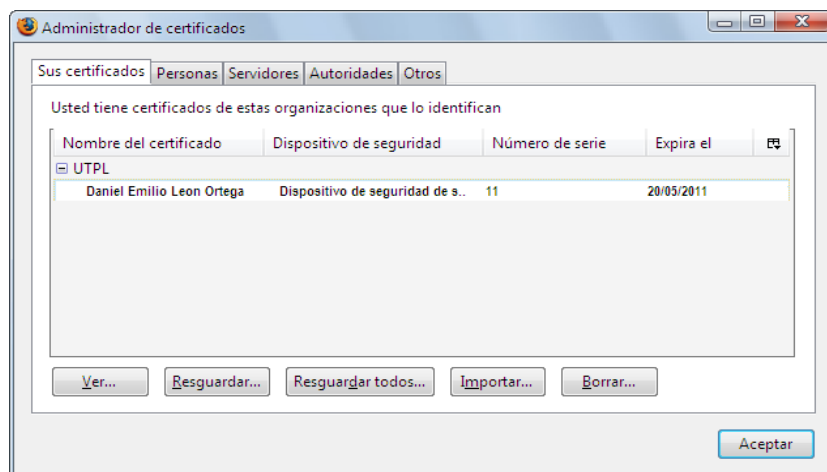 Administrador de certificados
Sus certificados Personas Servidores Autoridades Otros
Usted tiene certificados de estas organizaciones que lo identifican
Nombre del certificado Dispositivo de seguridad Número de serie Expira el
UTPL
Daniel Emilio Leon Ortega Dispositivo de seguridad de s.. 11 20/05/2011
Ver... Resguardar... Resguardar todos... Importar... Borrar...
Aceptar